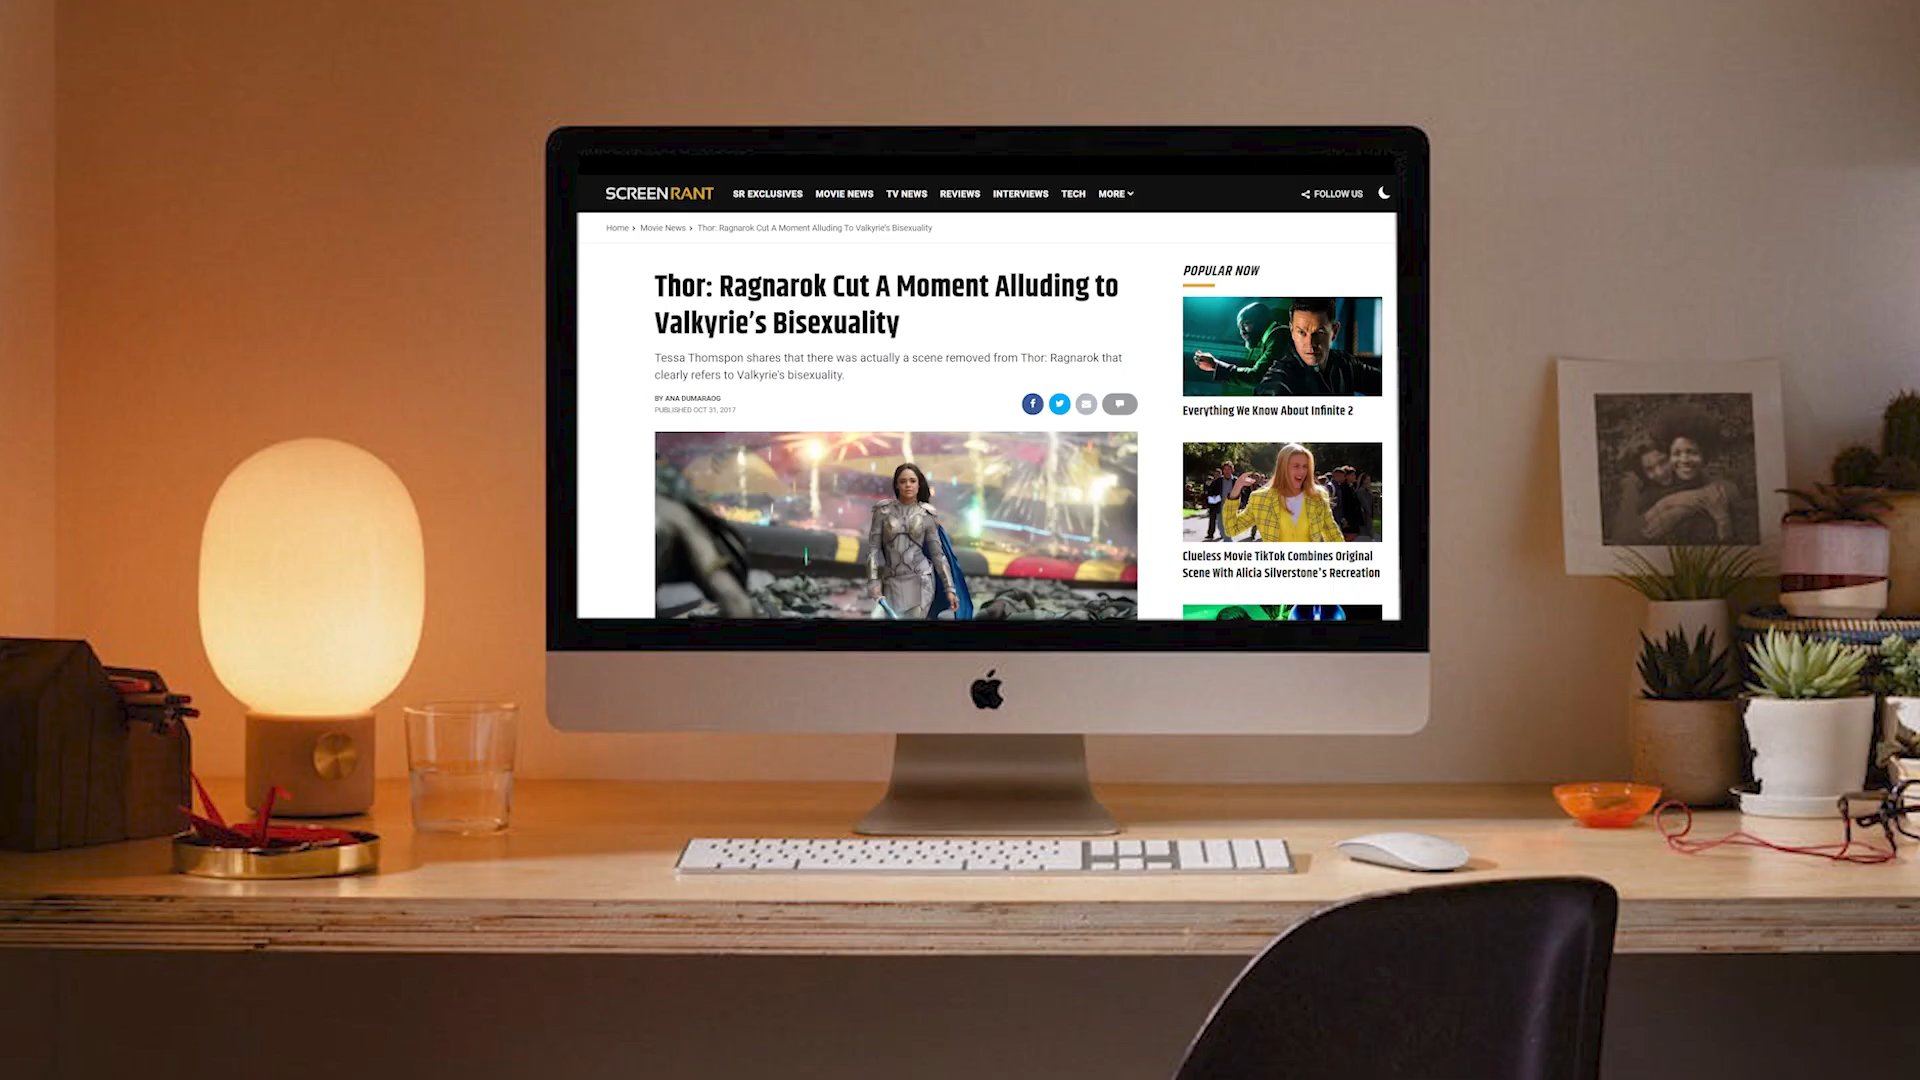 SCREENRANT SR EXCLUSIVES MOVIE NEWS TV NEWS REVIEWS INTERVIEWS TECH MORE FOLLOW US
Home > Movie News > Thor: Ragnarok Cut A Moment Alluding To Valkyrie's Bisexuality
Thor: Ragnarok Cut A Moment Alluding to
Valkyrie's Bisexuality
Tessa Thomspon shares that there was actually a scene removed from Thor: Ragnarok that
clearly refers to Valkyrie's bisexuality.
BY ANA DUMARAOG
PUBLISHED OCT 31, 2017
POPULAR NOW
Everything We Know About Infinite 2
Clueless Movie TikTok Combines Original
Scene With Alicia Silverstone's Recreation